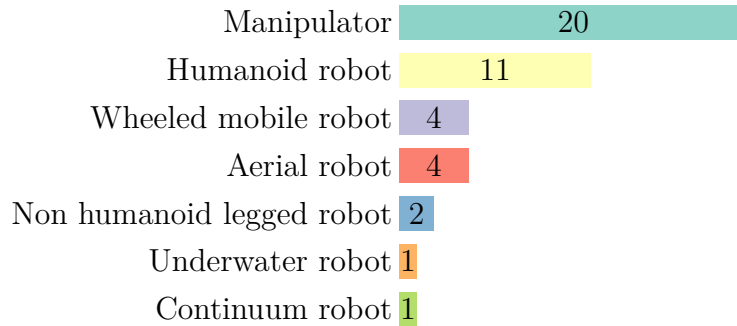 Manipulator 20
Humanoid robot 11
Wheeled mobile robot 4
Aerial robot 4
Non humanoid legged robot 2
Underwater robot 1
Continuum robot 1